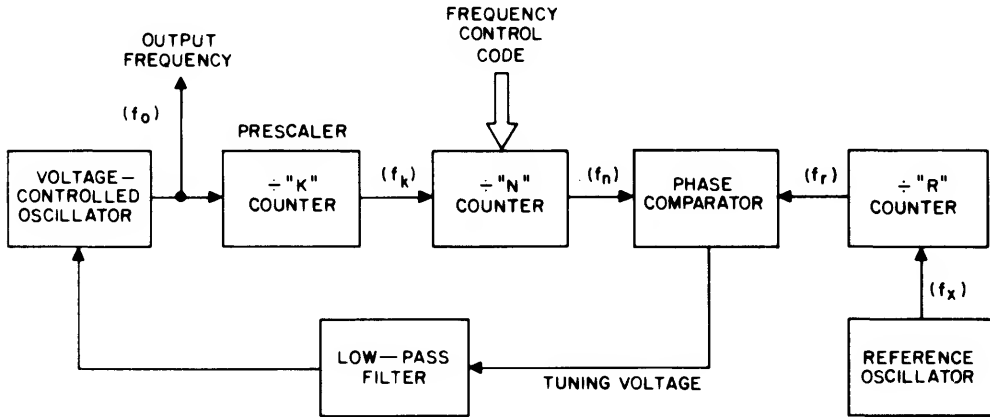 OUTPUT
FREQUENCY
FREQUENCY
CONTROL
CODE
(fo)
PRESCALER
VOLTAGE—
CONTROLLED
OSCILLATOR
÷"K"
COUNTER
(fk)
÷"N"
COUNTER
(fn)
PHASE
COMPARATOR
(fr)
÷"R"
COUNTER
(fx)
LOW—PASS
FILTER
TUNING VOLTAGE
REFERENCE
OSCILLATOR